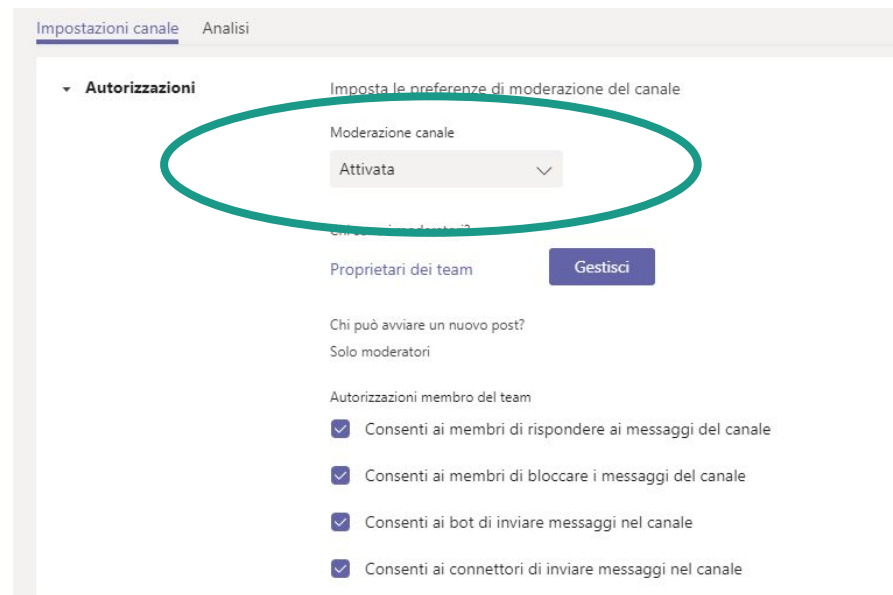 Impostazioni canale Analisi
Autorizzazioni
Imposta le preferenze di moderazione del canale
Moderazione canale
Attivata
Proprietari dei team Gestisci
Chi può avviare un nuovo post?
Solo moderatori
Autorizzazioni membro del team
Consenti ai membri di rispondere ai messaggi del canale
Consenti ai membri di bloccare i messaggi del canale
Consenti ai bot di inviare messaggi nel canale
Consenti ai connettori di inviare messaggi nel canale